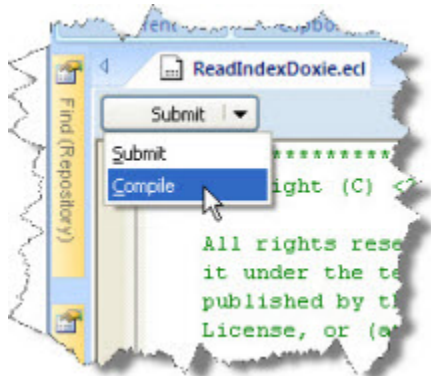 ReadIndexDoxie.ecl
Submit
Submit
Compile
Find (Repository)
right (C) <?
All rights rese
it under the te
published by t
License, or (a